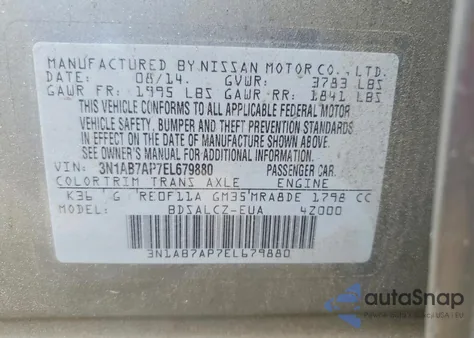 MANUFACTURED BY NISSAN MOTOR CO., LTD.
DATE: 08/14. GVWR: 3783 LBS
GAWR FR: 1995 LBS GAWR RR: 1841 LBS
THIS VEHICLE CONFORMS TO ALL APPLICABLE FEDERAL MOTOR
VEHICLE SAFETY, BUMPER AND THEFT PREVENTION STANDARDS
IN EFFECT ON THE DATE OF MANUFACTURE SHOWN ABOVE.
SEE OWNER'S MANUAL FOR ADDITIONAL INFORMATION.
VIN: 3N1AB7AP7EL679880 PASSENGER CAR.
COLOR TRIM TRANS AXLE ENGINE
K36 G RE0F11A GM35 MRA8DE 1798 CC
MODEL: BDSALCZ-EUA 4Z000
3N1AB7AP7EL679880
autoSnap